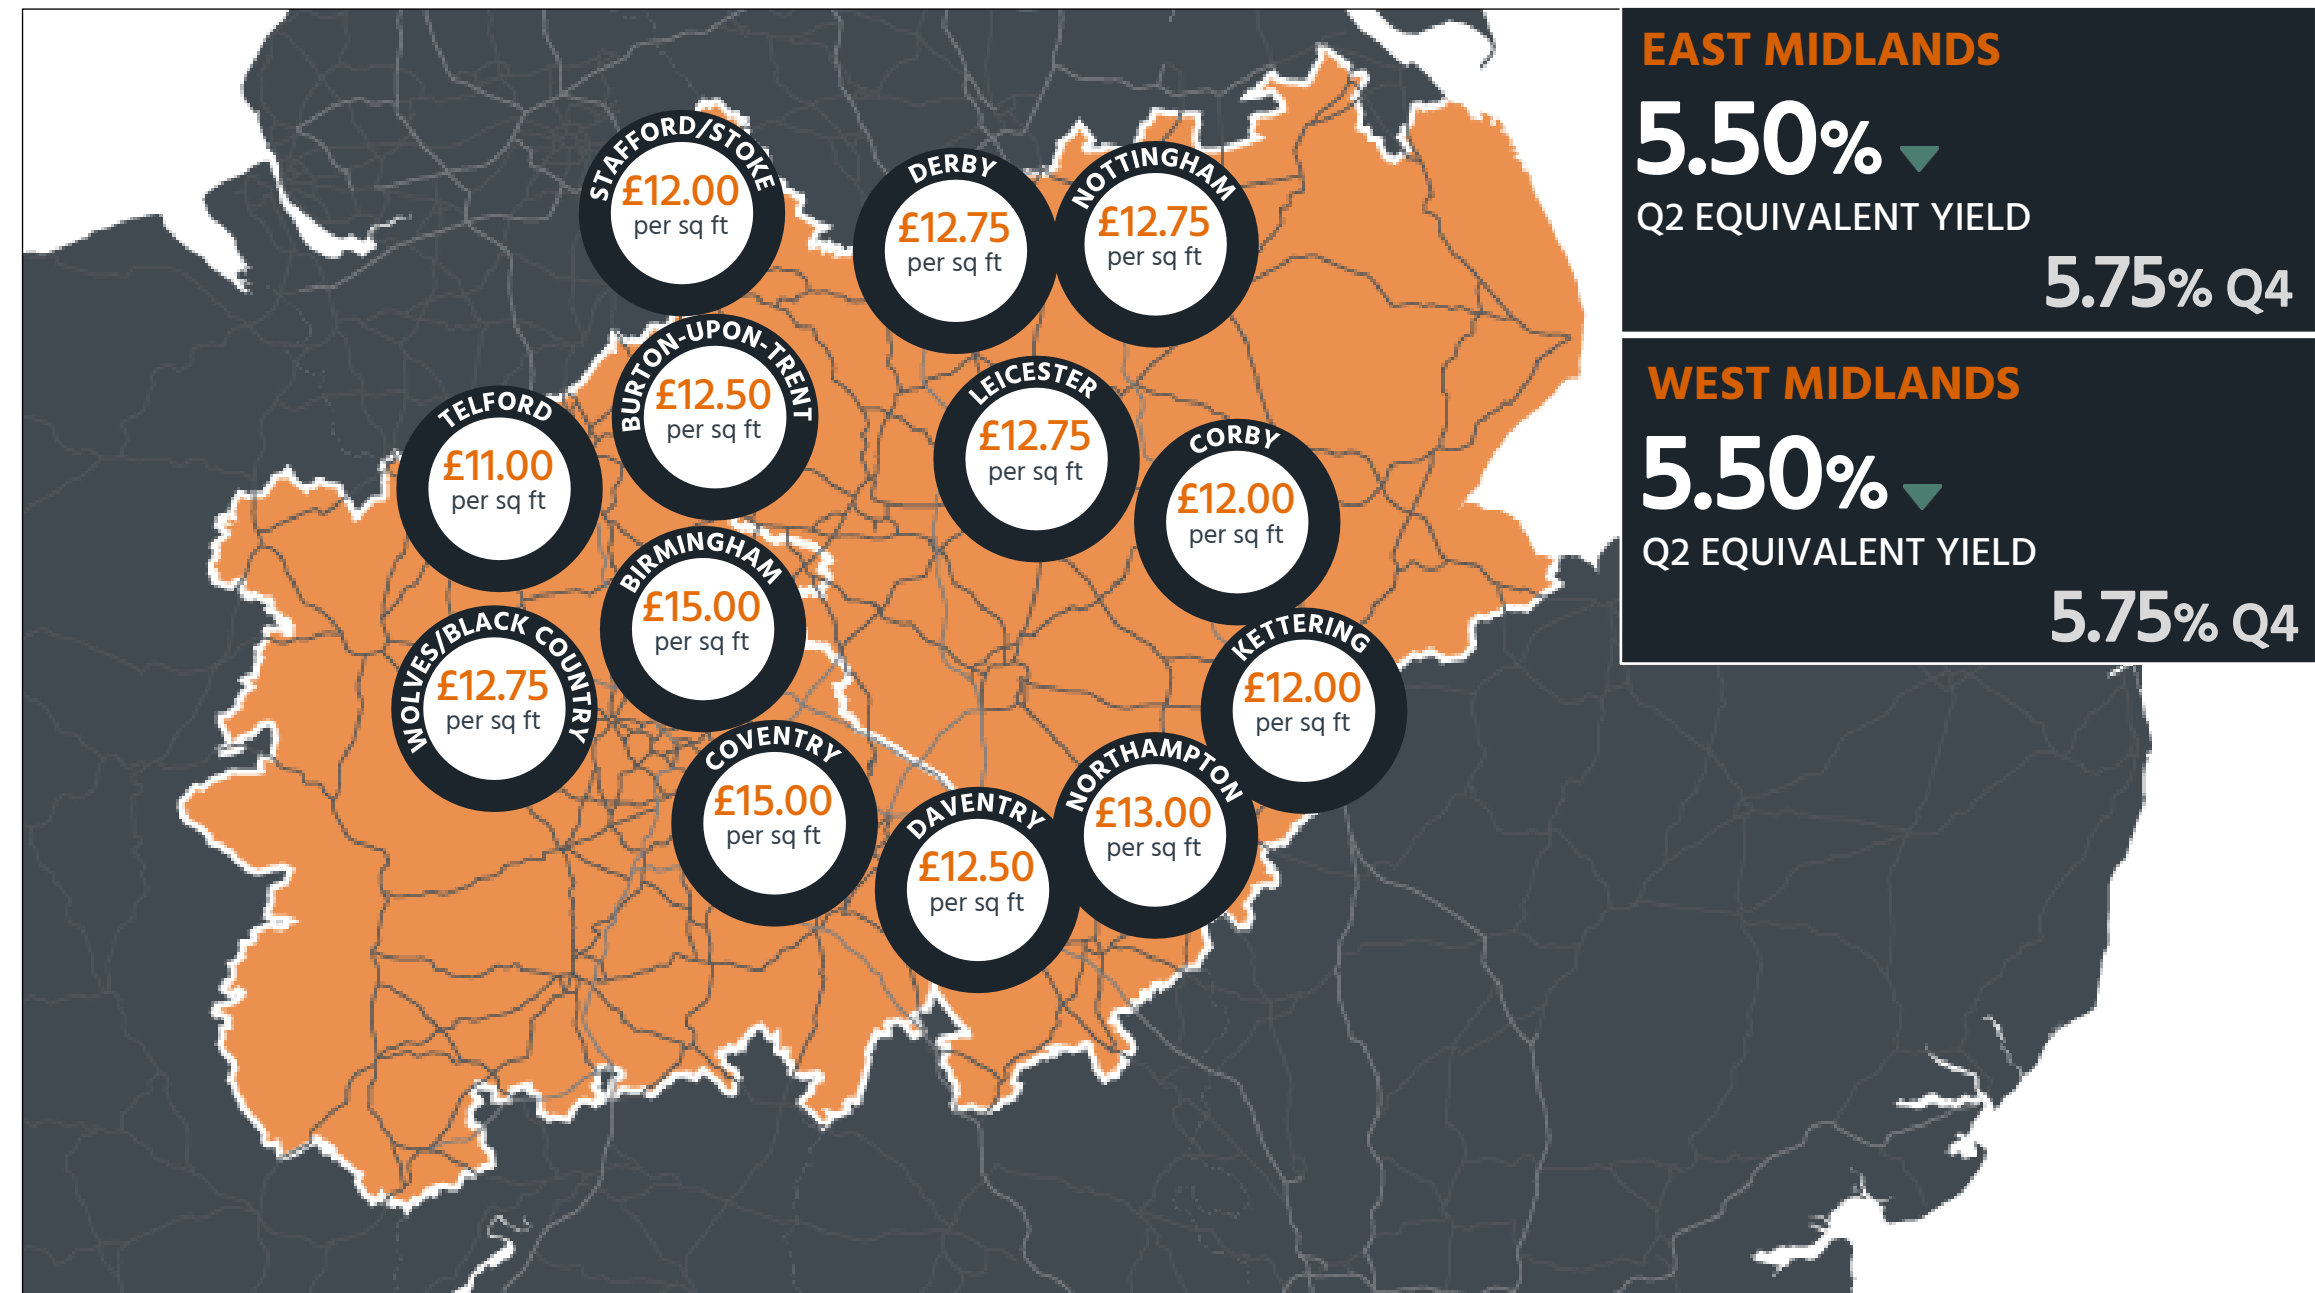 STAFFORD/STOKE
£12.00
per sq ft
DERBY
£12.75
per sq ft
NOTTINGHAM
£12.75
per sq ft
BURTON-UPON-TRENT
£12.50
per sq ft
LEICESTER
£12.75
per sq ft
TELFORD
£11.00
per sq ft
CORBY
£12.00
per sq ft
BIRMINGHAM
£15.00
per sq ft
WOLVES/BLACK COUNTRY
£12.75
per sq ft
KETTERING
£12.00
per sq ft
COVENTRY
£15.00
per sq ft
DAVENTRY
£12.50
per sq ft
NORTHAMPTON
£13.00
per sq ft
EAST MIDLANDS
5.50%
Q2 EQUIVALENT YIELD
5.75% Q4
WEST MIDLANDS
5.50%
Q2 EQUIVALENT YIELD
5.75% Q4